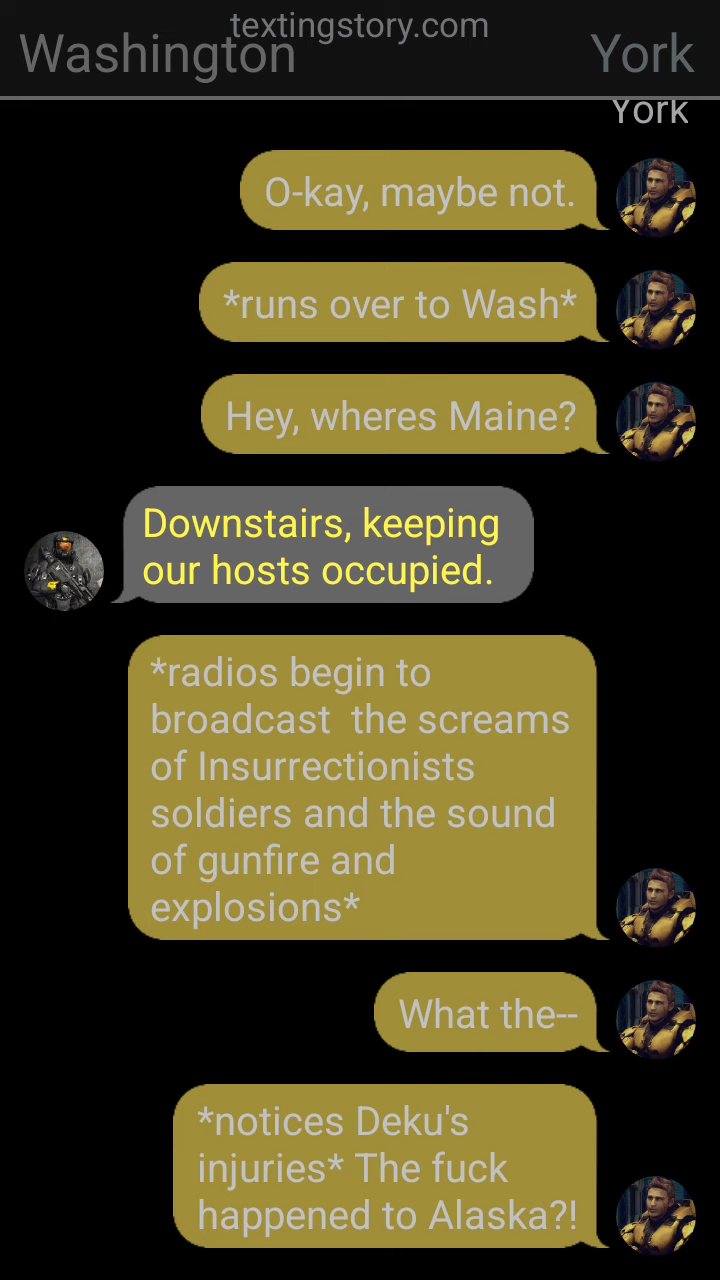 textingstory.com
Washington
York
York
O-kay, maybe not.
*runs over to Wash*
Hey, wheres Maine?
Downstairs, keeping
our hosts occupied.
*radios begin to
broadcast  the screams
of Insurrectionists
soldiers and the sound
of gunfire and
explosions*
What the--
*notices Deku's
injuries* The fuck
happened to Alaska?!